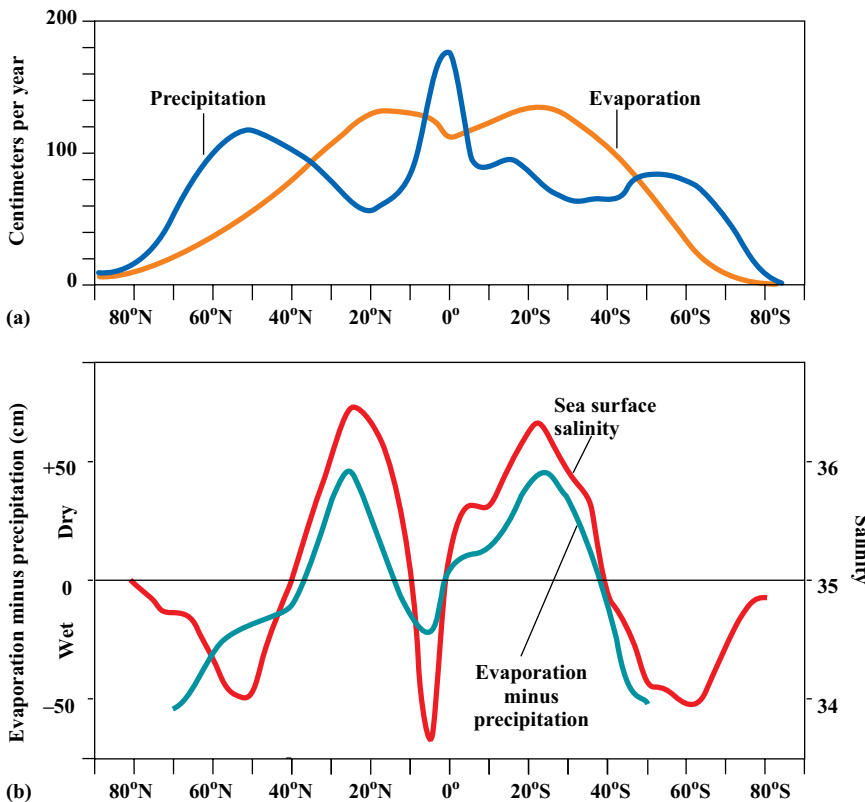 200
Precipitation
Evaporation
100
0
Centimeters per year
(a)
80°N 60°N 40°N 20°N 0° 20°S 40°S 60°S 80°S
Evaporation minus precipitation (cm)
Sea surface
salinity
+50
36
Dry
0
35
Salinity
Wet
Evaporation
minus
precipitation
–50
34
(b)
80°N 60°N 40°N 20°N 0° 20°S 40°S 60°S 80°S